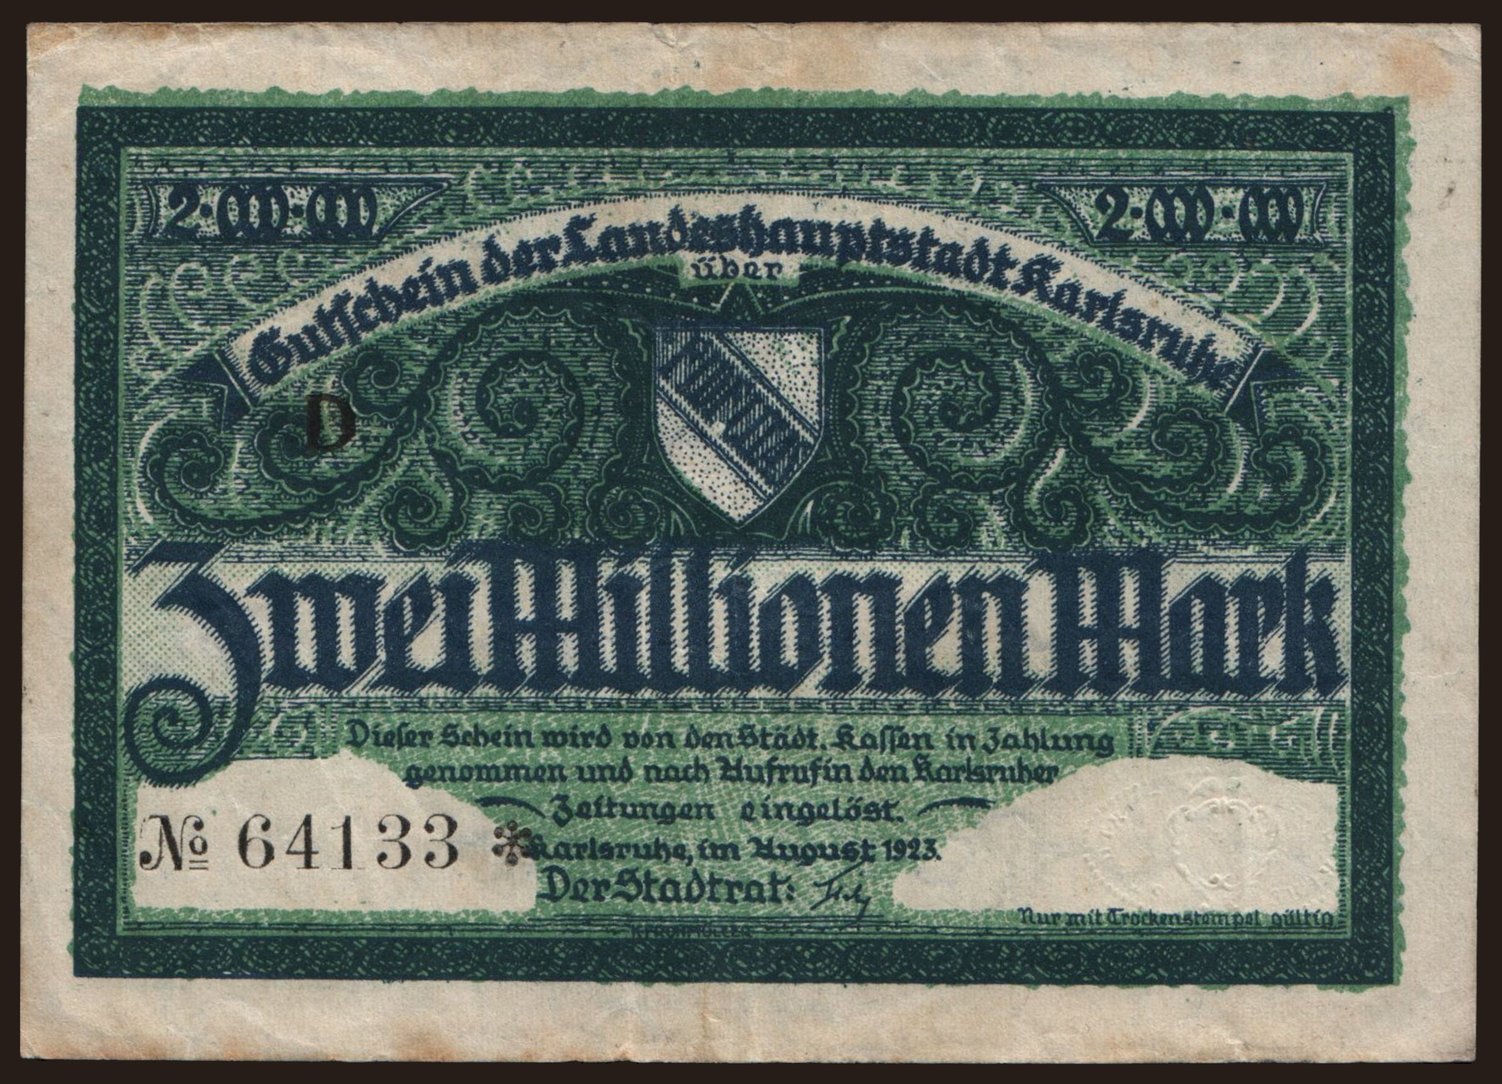 2·000·000
2·000·000
Gutschein der Landeshauptstadt Karlsruhe
über
D
FIDELITAS
Zwei Millionen Mark
Dieser Schein wird von den Städt. Kassen in Zahlung
genommen und nach Aufruf in den Karlsruher
Zeitungen eingelöst.
Karlsruhe, im August 1923.
Der Stadtrat:
№ 64133 *
Nur mit Trockenstempel gültig